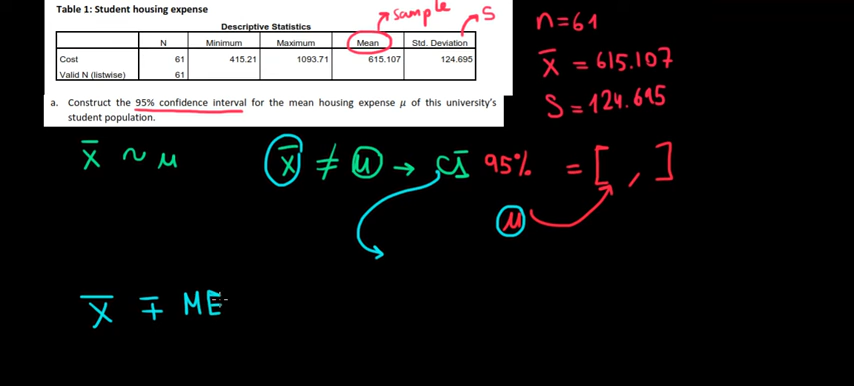 Table 1: Student housing expense
Descriptive Statistics
N Minimum Maximum Mean Std. Deviation
Cost 61 415.21 1093.71 615.107 124.695
Valid N (listwise) 61
a. Construct the 95% confidence interval for the mean housing expense μ of this university's
student population.
sample
S
n=61
X̄ = 615.107
S = 124.695
X̄ ~ μ
X̄ ≠ μ → CI 95% = [ , ]
μ
X̄ ∓ ME